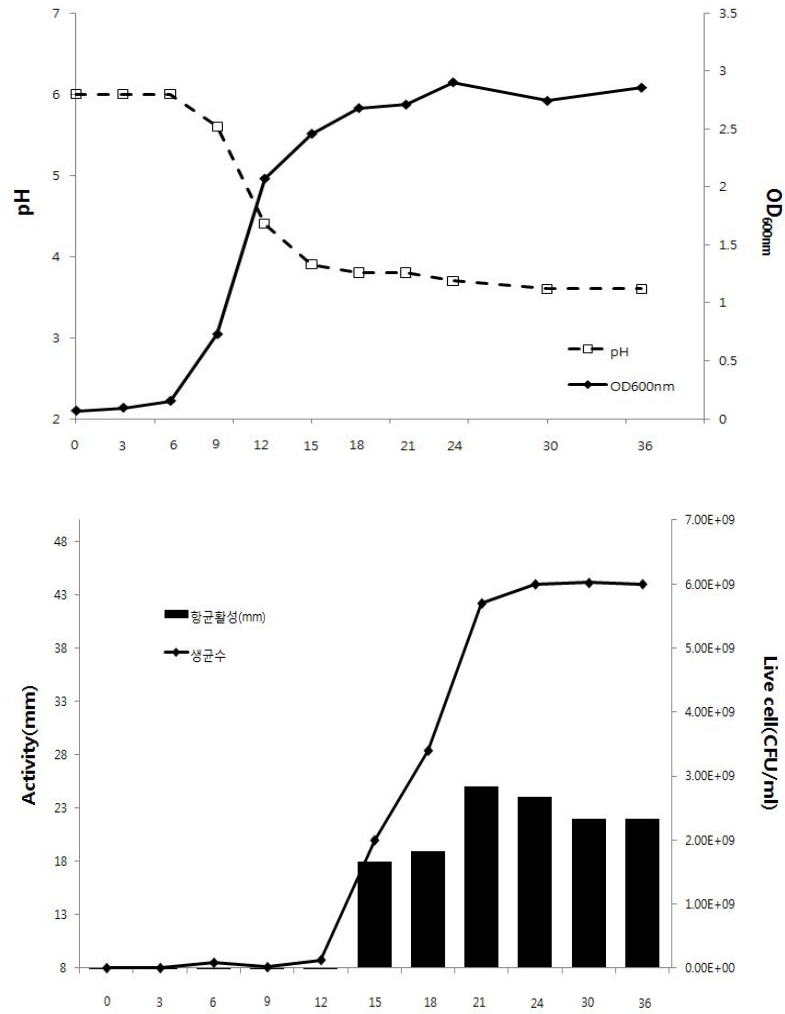 7
6
5
4
3
2
pH
3.5
3
2.5
2
1.5
1
0.5
0
OD600nm
pH
OD600nm
0 3 6 9 12 15 18 21 24 30 36
48
43
38
33
28
23
18
13
8
Activity(mm)
항균활성(mm)
생균수
7.00E+09
6.00E+09
5.00E+09
4.00E+09
3.00E+09
2.00E+09
1.00E+09
0.00E+00
Live cell(CFU/ml)
0 3 6 9 12 15 18 21 24 30 36